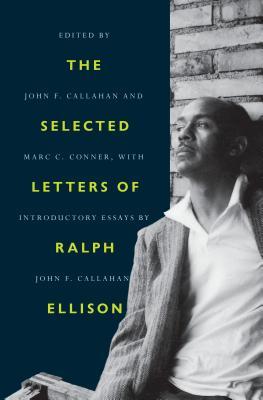 EDITED BY
THE
JOHN F. CALLAHAN AND
SELECTED
MARC C. CONNER, WITH
LETTERS OF
INTRODUCTORY ESSAYS BY
RALPH
JOHN F. CALLAHAN
ELLISON